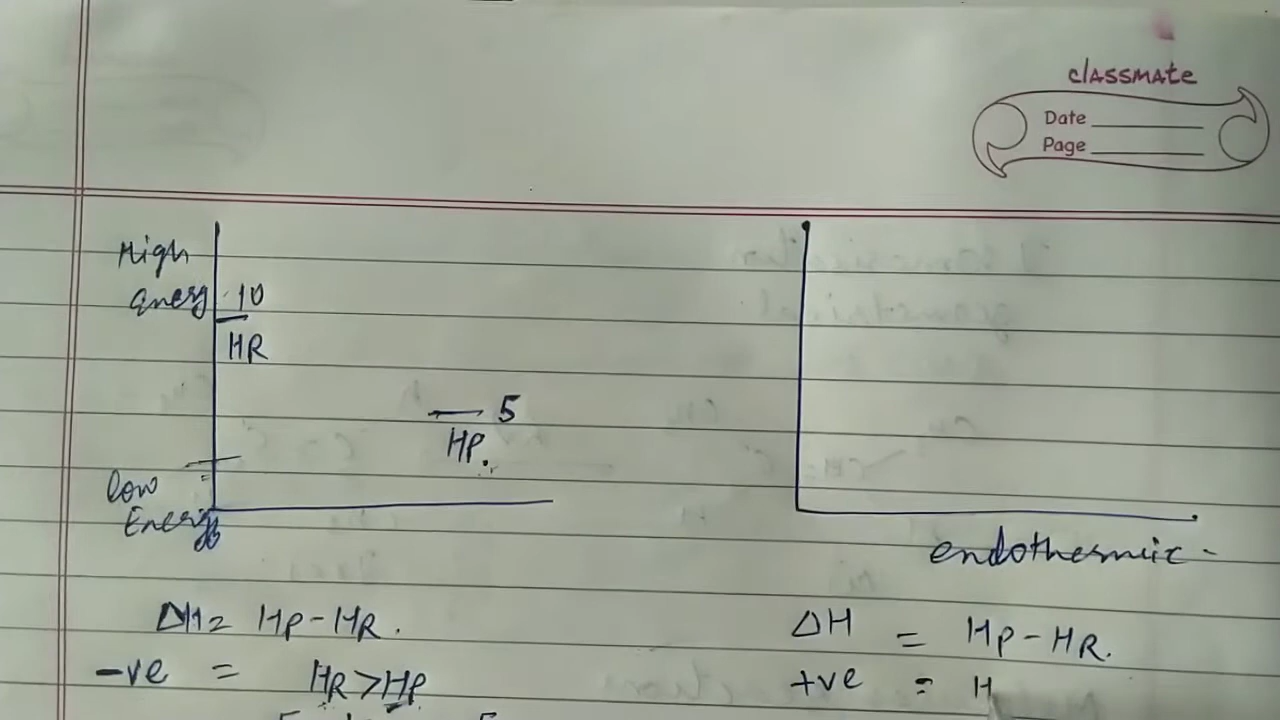 classmate
Date
Page
High
energ 10
HR
5
HP.
low
Energy
endothermic -
ΔH = HP - HR.
-ve = HR > HP
ΔH = HP - HR.
+ve = H